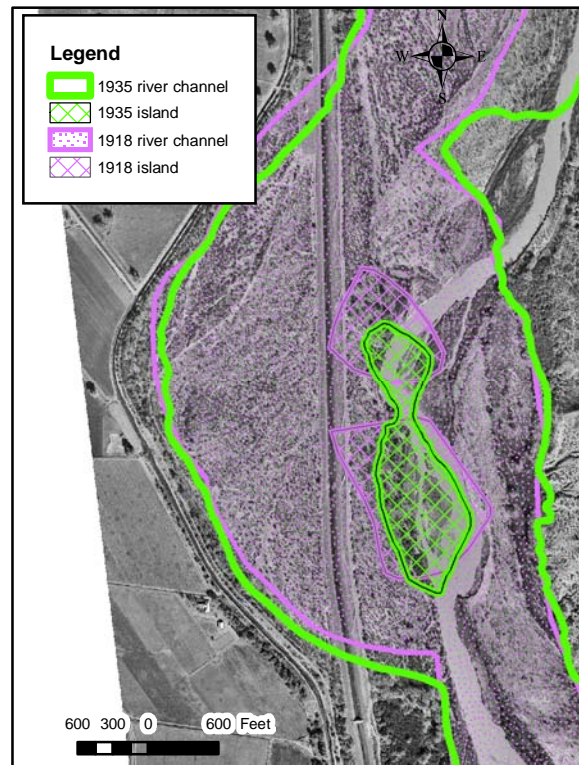 N
W E
S
Legend
1935 river channel
1935 island
1918 river channel
1918 island
600 300 0 600 Feet